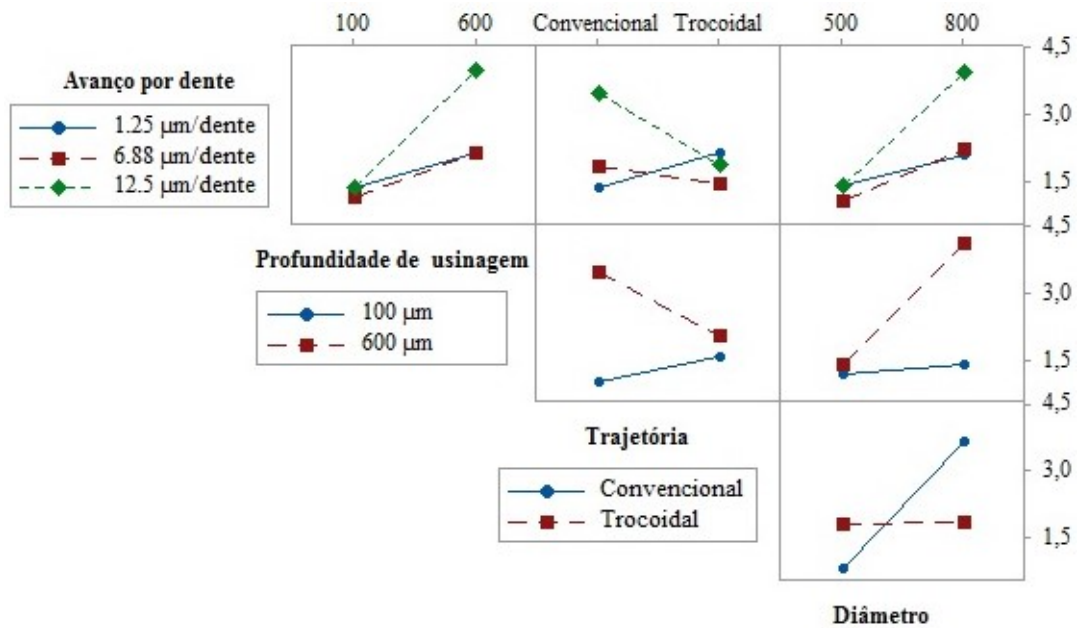 100 600 Convencional Trocoidal 500 800
4,5
Avanço por dente
1.25 µm/dente
6.88 µm/dente
12.5 µm/dente
3,0
1,5
4,5
Profundidade de usinagem
100 µm
600 µm
3,0
1,5
4,5
Trajetória
Convencional
Trocoidal
3,0
1,5
Diâmetro